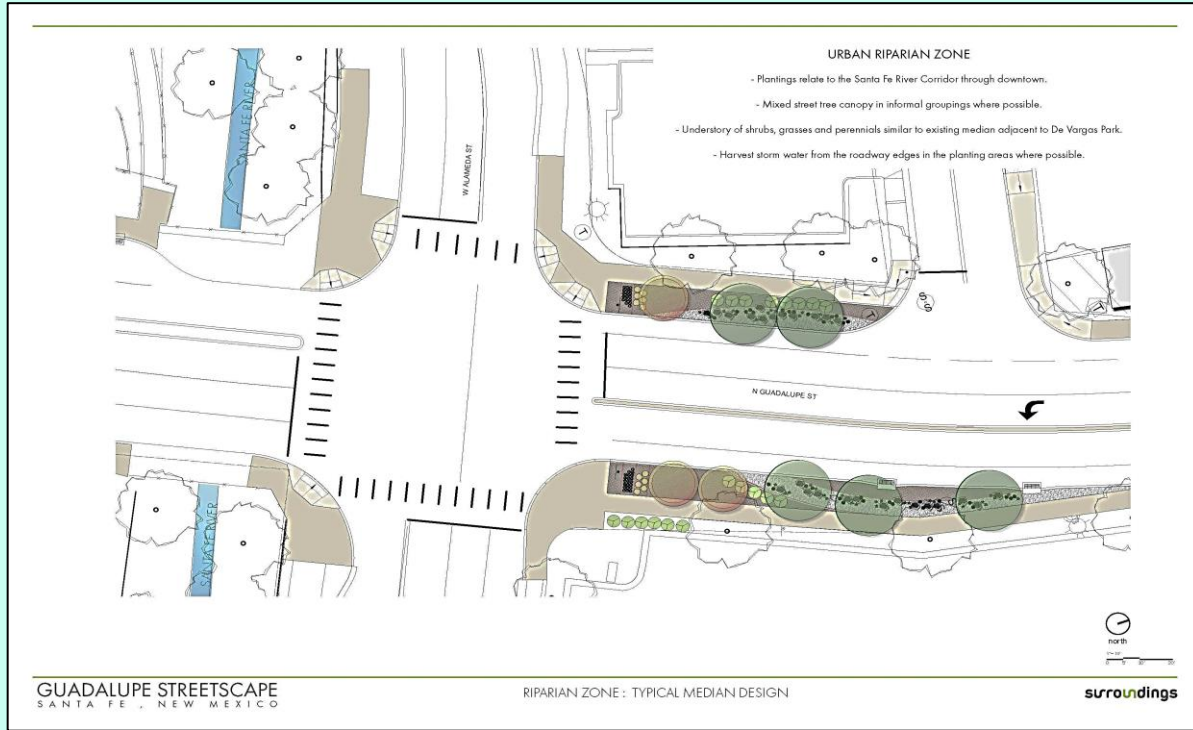 URBAN RIPARIAN ZONE
- Plantings relate to the Santa Fe River Corridor through downtown.
- Mixed street tree canopy in informal groupings where possible.
- Understory of shrubs, grasses and perennials similar to existing median adjacent to De Vargas Park.
- Harvest storm water from the roadway edges in the planting areas where possible.
SANTA FE RIVER
W ALAMEDA ST
T
T
T
T
SS
N GUADALUPE ST
SANTA FE RIVER
north
GUADALUPE STREETSCAPE
SANTA FE , NEW MEXICO
RIPARIAN ZONE : TYPICAL MEDIAN DESIGN
surroundings